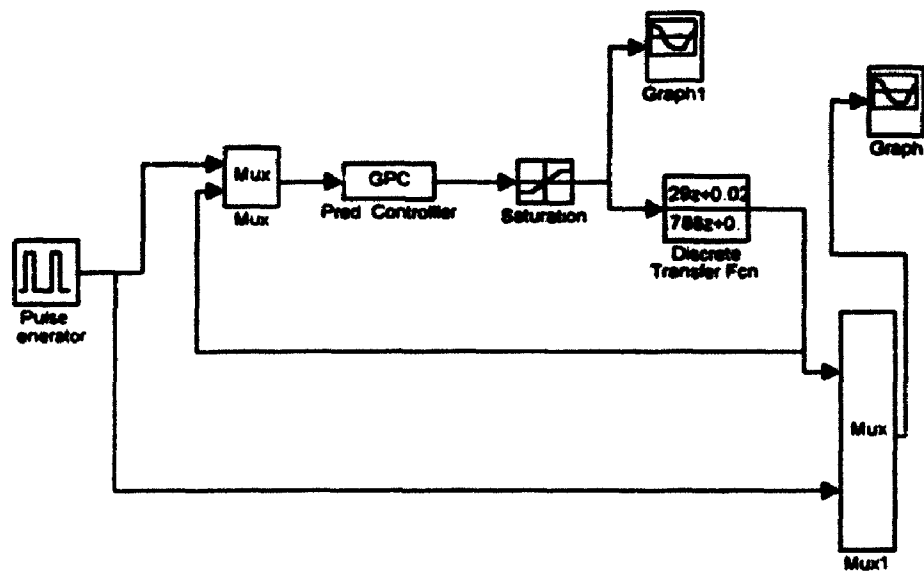 Graph1
Graph
Mux
Mux
GPC
Pred Controlller
Saturation
29z+0.02
788z+0.
Discrete
Transfer Fcn
Pulse
enerator
Mux
Mux1